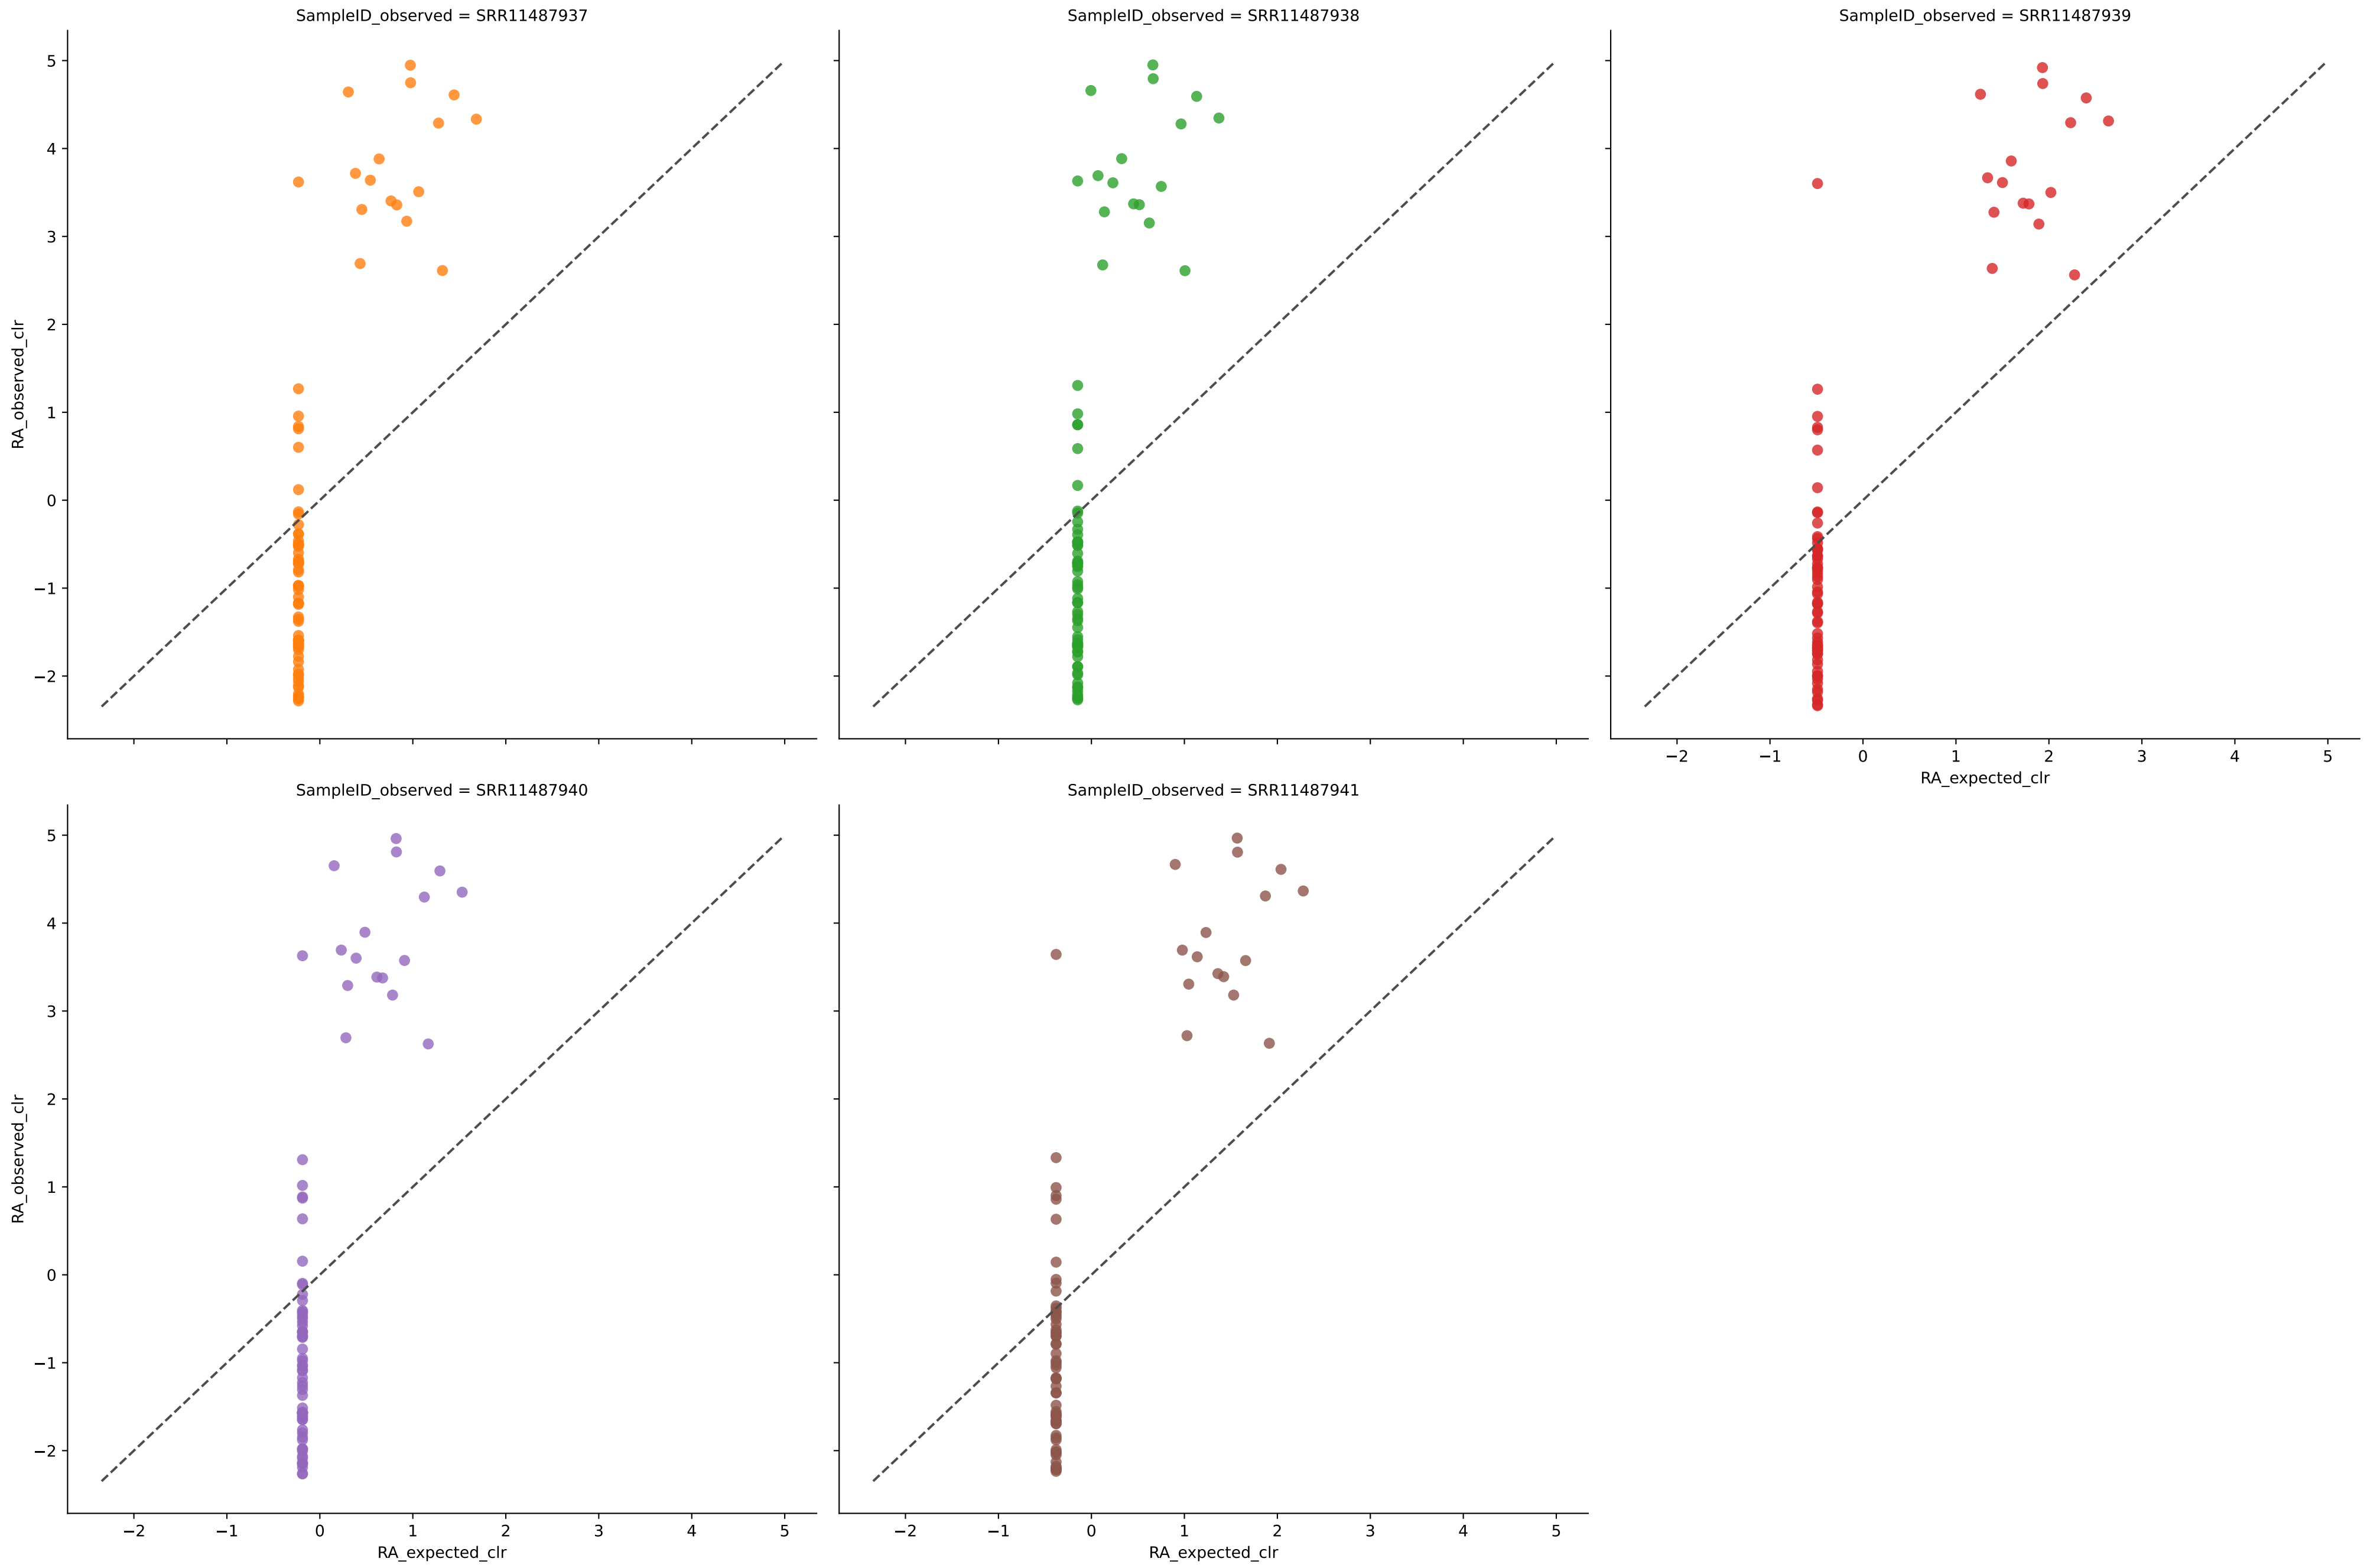 SampleID_observed = SRR11487937
SampleID_observed = SRR11487938
SampleID_observed = SRR11487939
5
4
3
2
1
0
−1
−2
RA_observed_clr
−2 −1 0 1 2 3 4 5
RA_expected_clr
SampleID_observed = SRR11487940
SampleID_observed = SRR11487941
5
4
3
2
1
0
−1
−2
RA_observed_clr
−2 −1 0 1 2 3 4 5
−2 −1 0 1 2 3 4 5
RA_expected_clr
RA_expected_clr